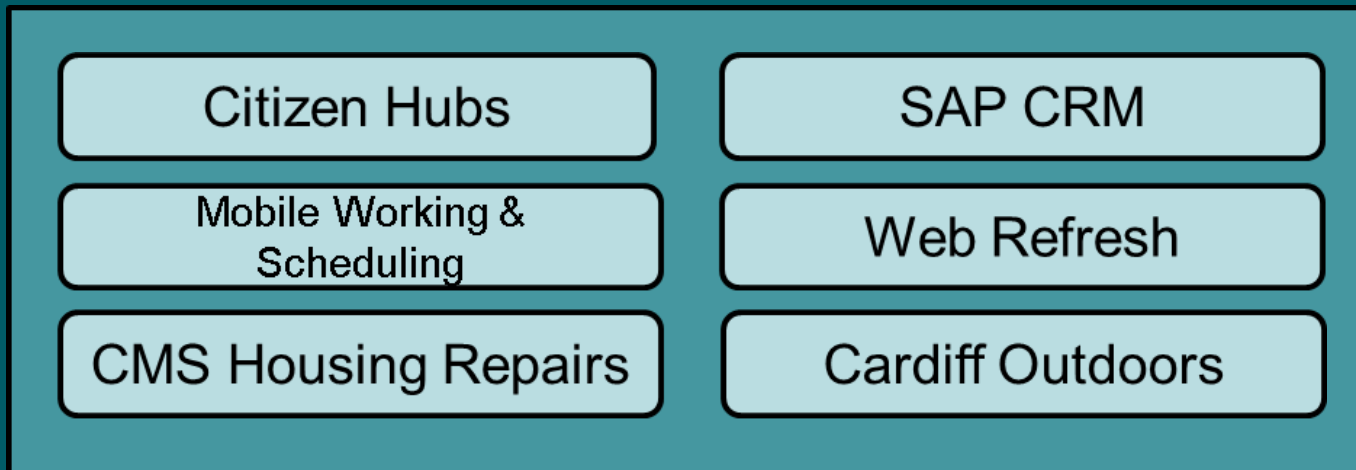 Citizen Hubs
SAP CRM
Mobile Working &
Scheduling
Web Refresh
CMS Housing Repairs
Cardiff Outdoors